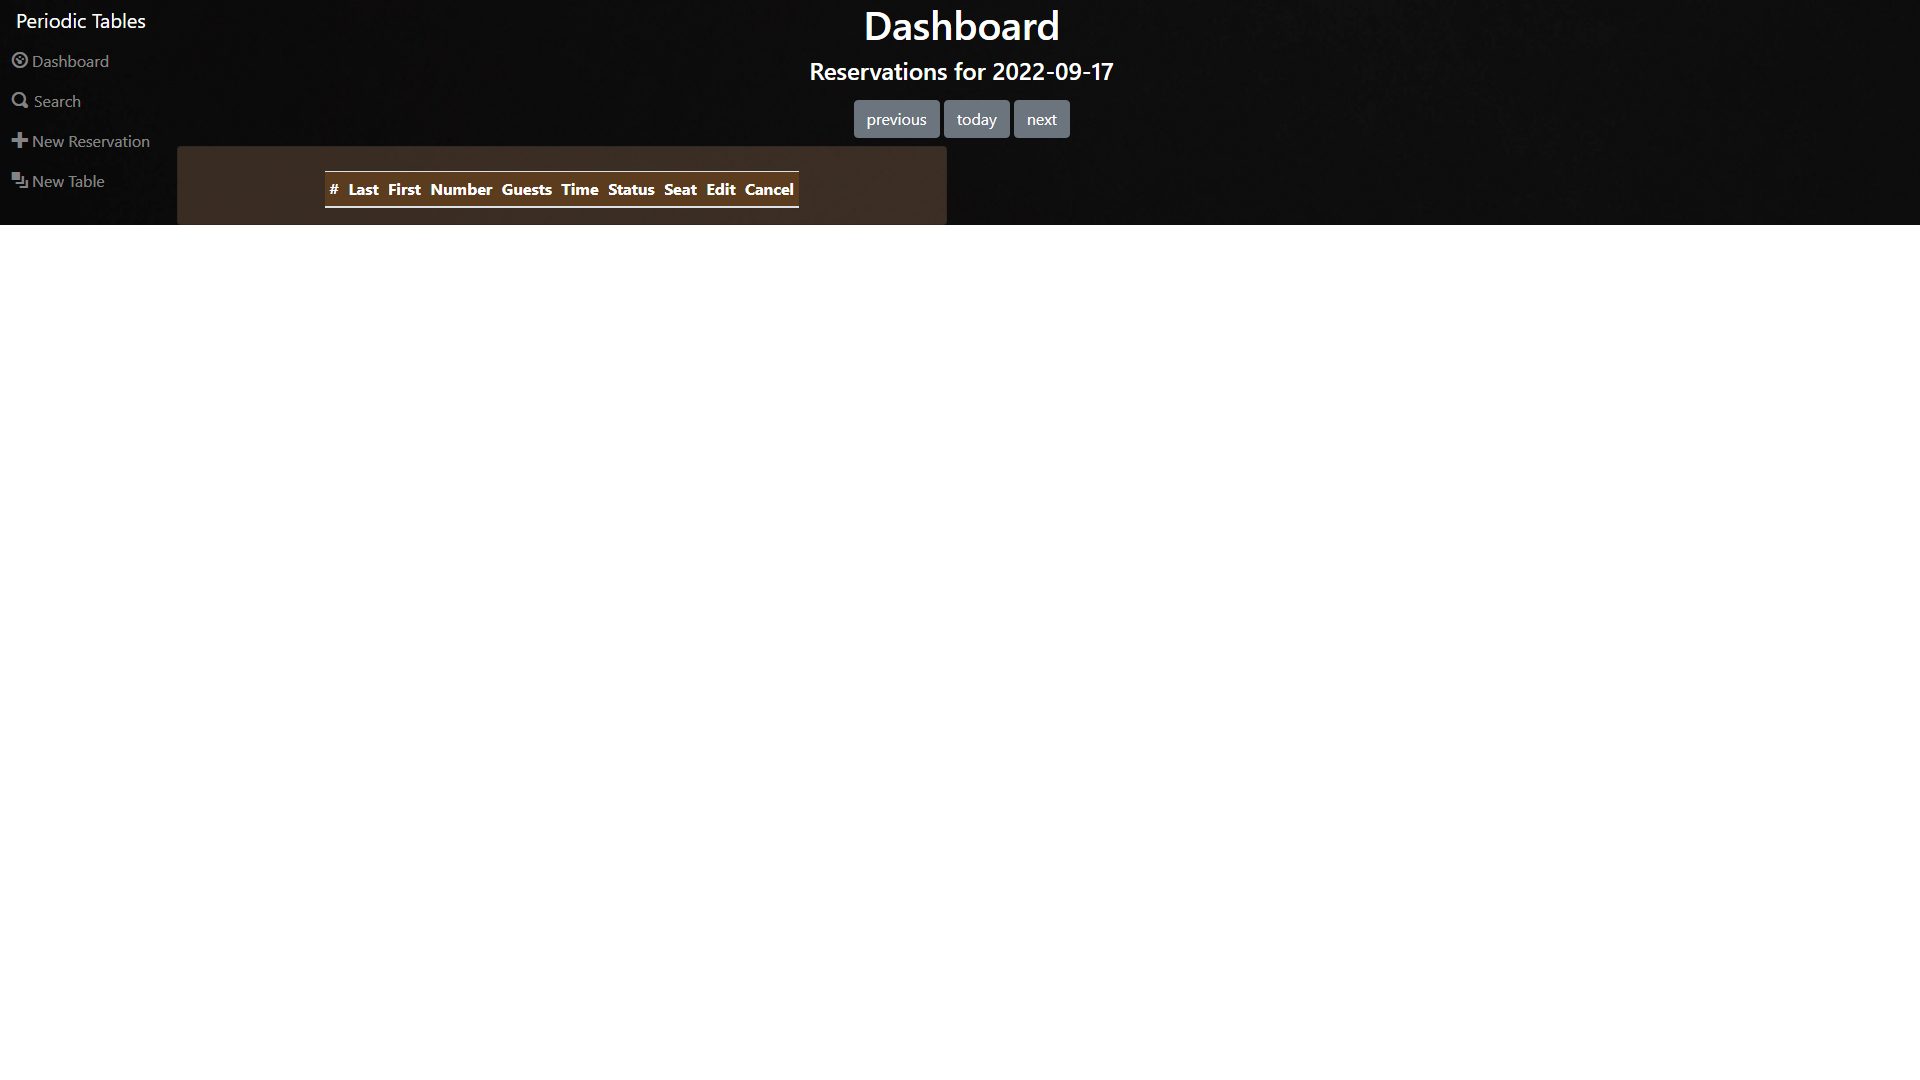 Periodic Tables
Dashboard
Search
New Reservation
New Table
Dashboard
Reservations for 2022-09-17
previous today next
# Last First Number Guests Time Status Seat Edit Cancel